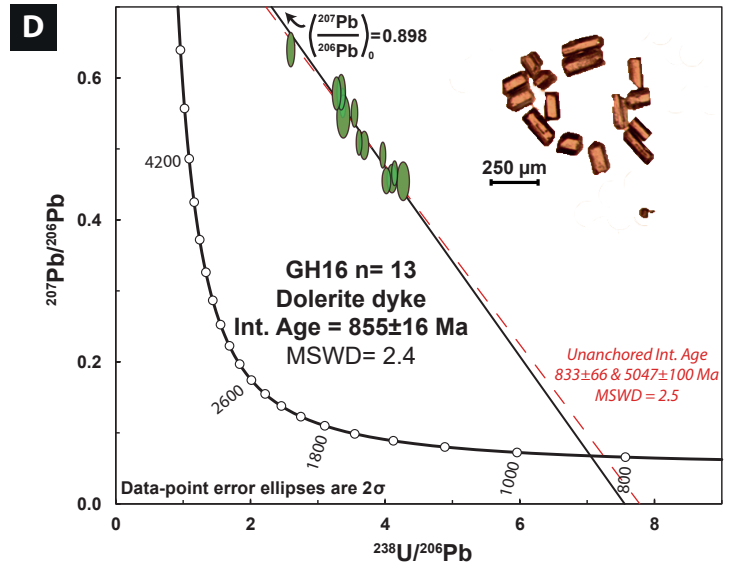 D
(207Pb/206Pb)0=0.898
0.6
0.4
0.2
0.0
207Pb/206Pb
4200
2600
1800
1000
800
250 µm
GH16 n= 13
Dolerite dyke
Int. Age = 855±16 Ma
MSWD= 2.4
Unanchored Int. Age
833±66 & 5047±100 Ma
MSWD = 2.5
Data-point error ellipses are 2σ
0 2 4 6 8
238U/206Pb